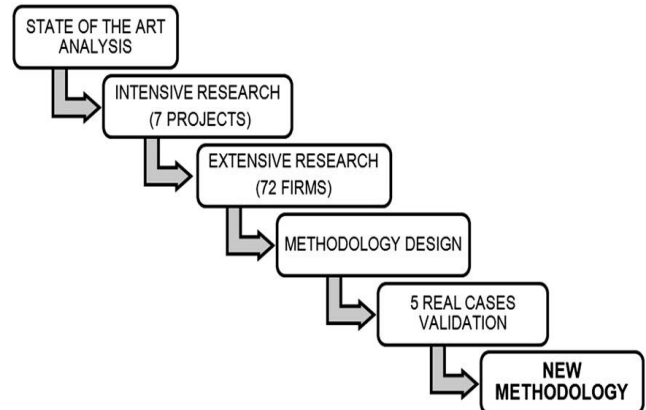 STATE OF THE ART
ANALYSIS
INTENSIVE RESEARCH
(7 PROJECTS)
EXTENSIVE RESEARCH
(72 FIRMS)
METHODOLOGY DESIGN
5 REAL CASES
VALIDATION
NEW
METHODOLOGY